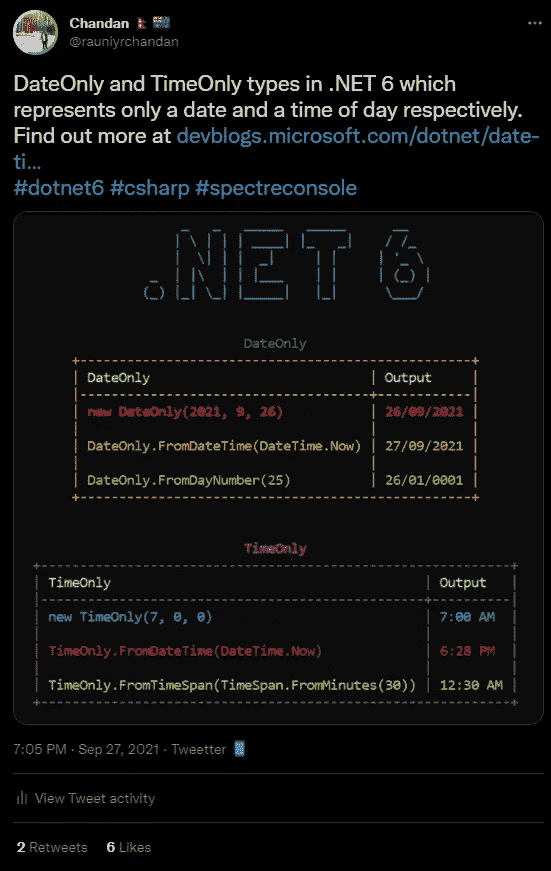 Chandan
@rauniyrchandan
DateOnly and TimeOnly types in .NET 6 which
represents only a date and a time of day respectively.
Find out more at devblogs.microsoft.com/dotnet/date-
ti…
#dotnet6 #csharp #spectreconsole
.NET 6
DateOnly
DateOnly | Output
new DateOnly(2021, 9, 26) | 26/09/2021
DateOnly.FromDateTime(DateTime.Now) | 27/09/2021
DateOnly.FromDayNumber(25) | 26/01/0001
TimeOnly
TimeOnly | Output
new TimeOnly(7, 0, 0) | 7:00 AM
TimeOnly.FromDateTime(DateTime.Now) | 6:28 PM
TimeOnly.FromTimeSpan(TimeSpan.FromMinutes(30)) | 12:30 AM
7:05 PM · Sep 27, 2021 · Tweetter
View Tweet activity
2 Retweets 6 Likes